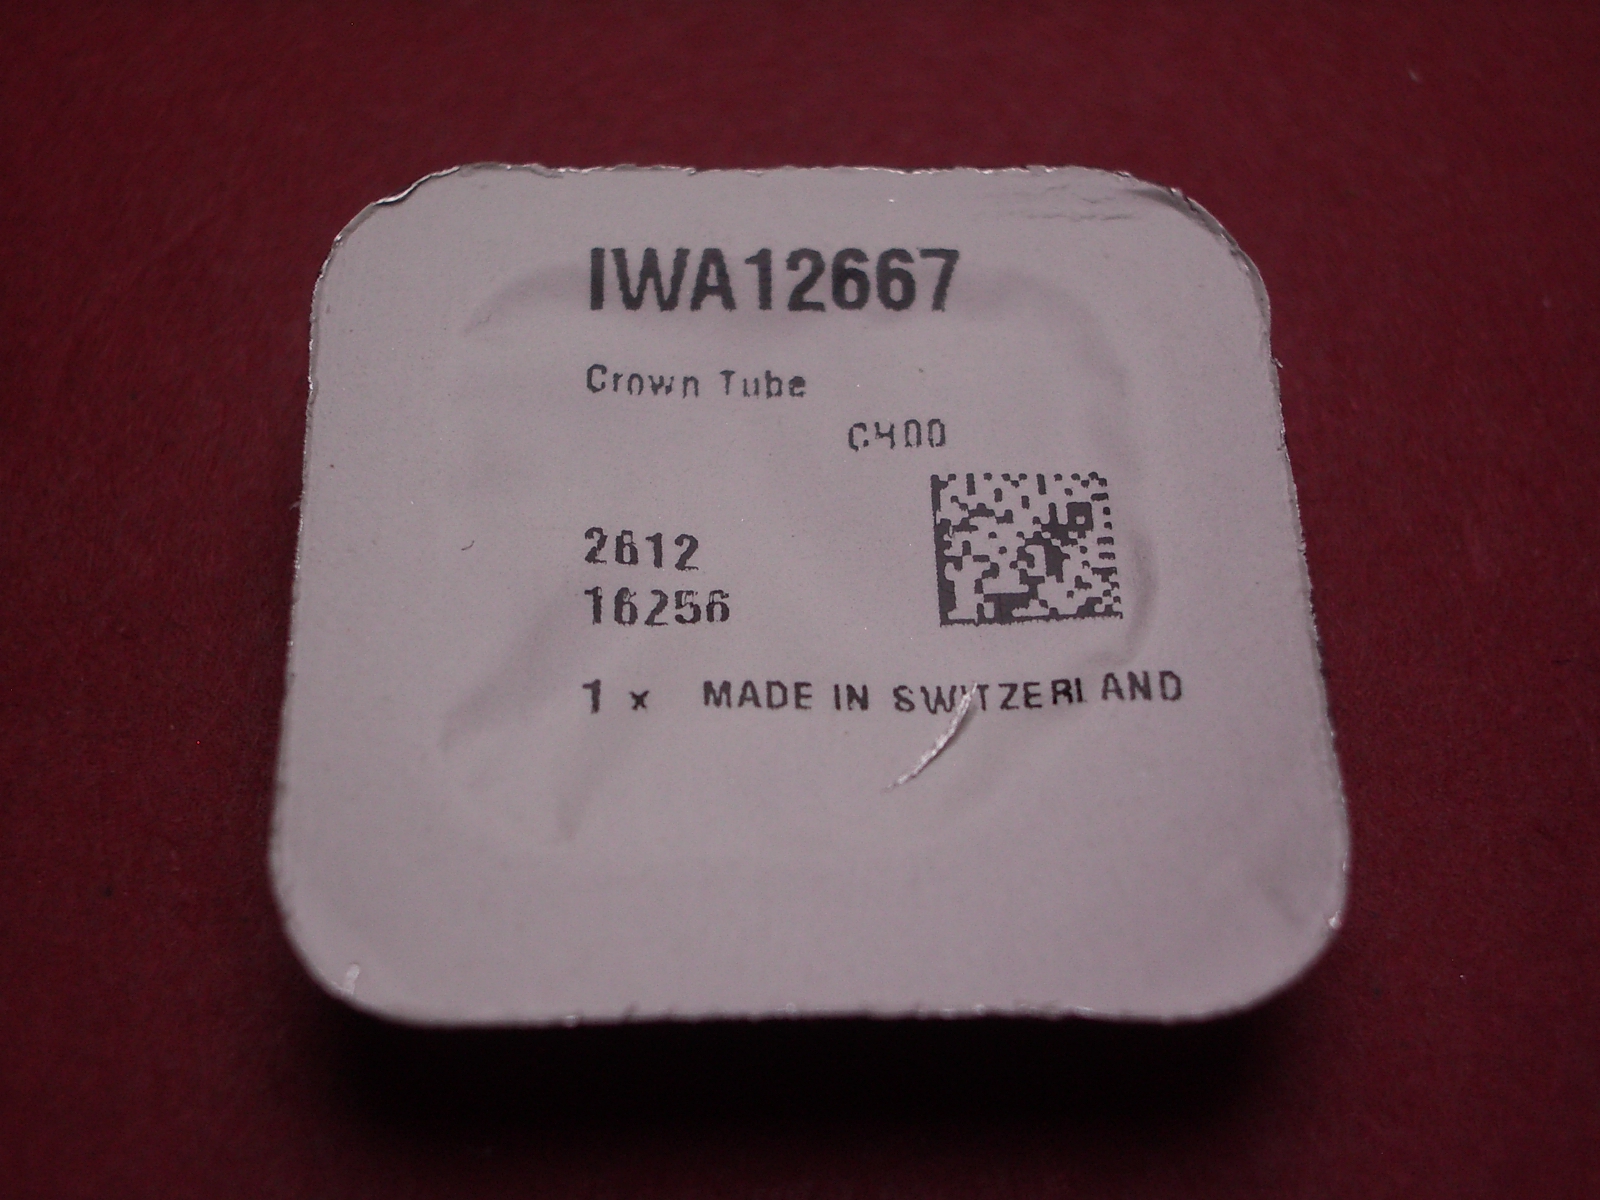 IWA12667
Crown Tube
C400
2612
16256
1 x MADE IN SWITZERLAND